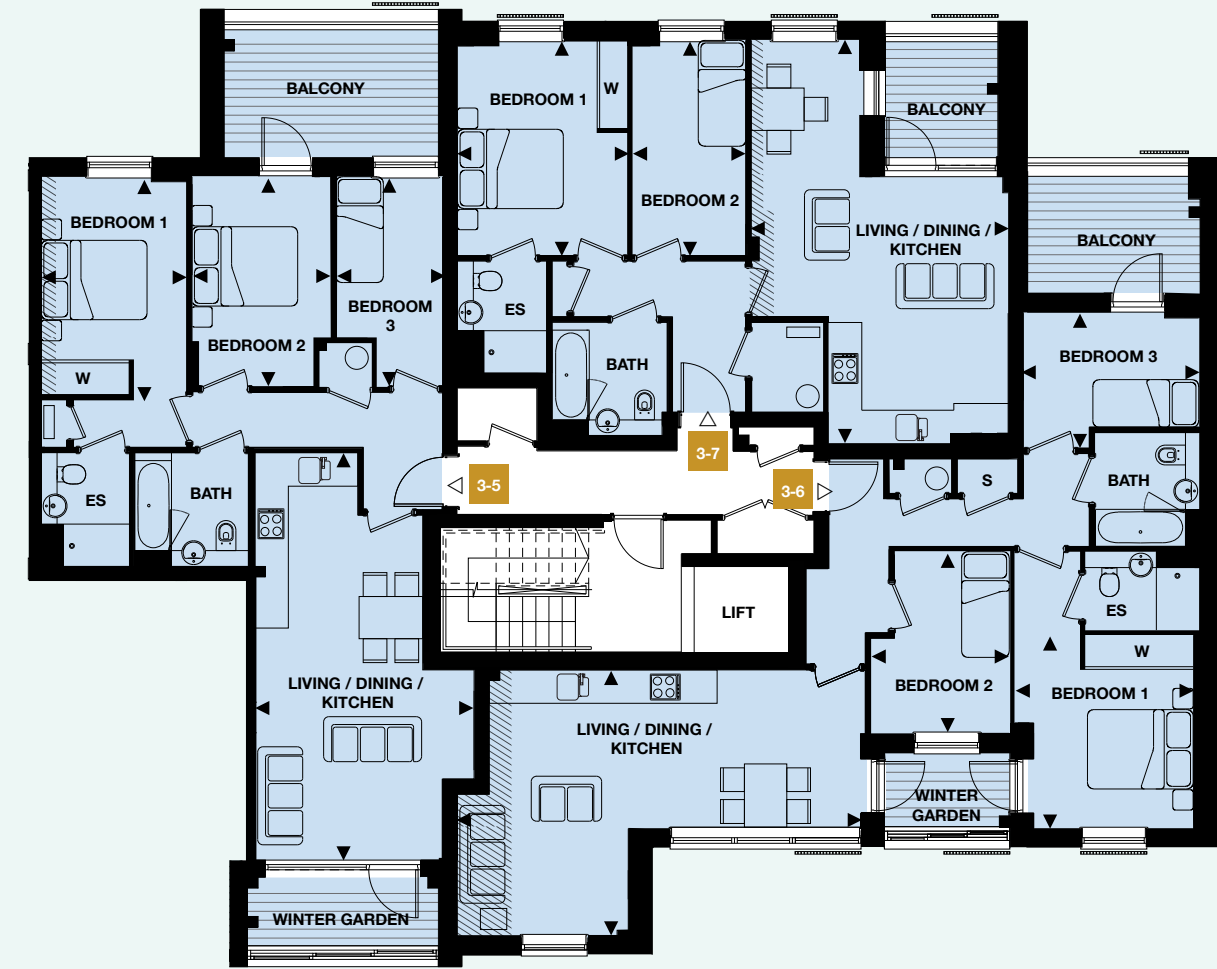 BALCONY
BEDROOM 1
W
BEDROOM 2
BALCONY
BEDROOM 1
BEDROOM 2
BEDROOM
3
LIVING / DINING /
KITCHEN
BALCONY
ES
BATH
BEDROOM 3
W
3-7
3-5
3-6
S
BATH
ES
BATH
LIFT
ES
W
BEDROOM 2
BEDROOM 1
LIVING / DINING /
KITCHEN
LIVING / DINING /
KITCHEN
WINTER
GARDEN
WINTER GARDEN